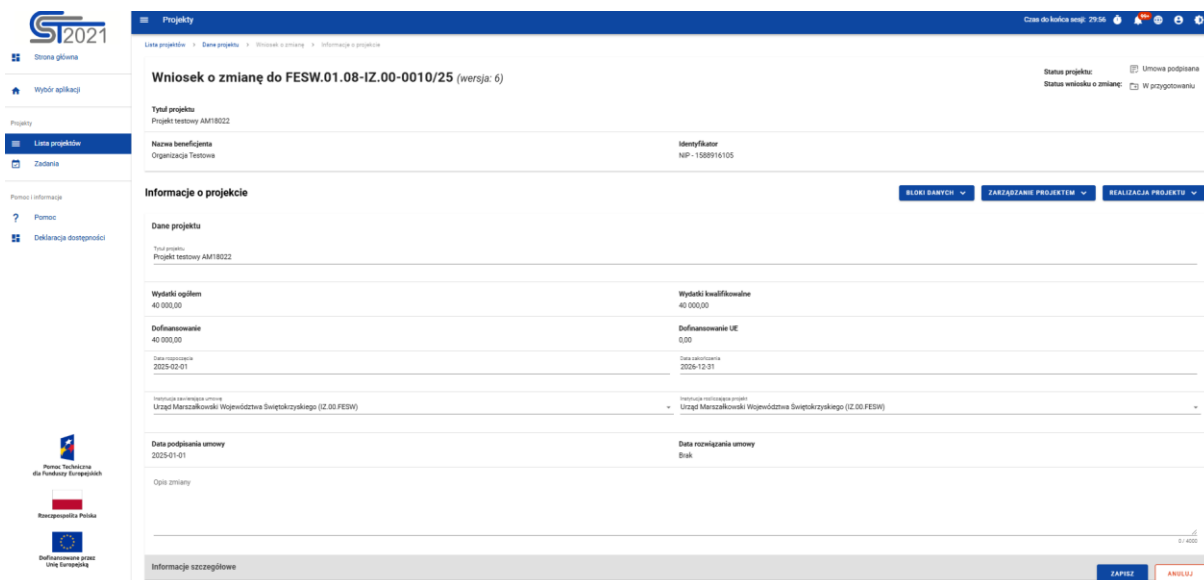 CST2021
Projekty
Czas do końca sesji: 29:56
99+
Lista projektów > Dane projektu > Wniosek o zmianę > Informacje o projekcie
Strona główna
Wybór aplikacji
Projekty
Lista projektów
Zadania
Pomoc i informacje
Pomoc
Deklaracja dostępności
Wniosek o zmianę do FESW.01.08-IZ.00-0010/25 (wersja: 6)
Status projektu: Umowa podpisana
Status wniosku o zmianę: W przygotowaniu
Tytuł projektu
Projekt testowy AM18022
Nazwa beneficjenta
Organizacja Testowa
Identyfikator
NIP - 1588916105
Informacje o projekcie
BLOKI DANYCH
ZARZĄDZANIE PROJEKTEM
REALIZACJA PROJEKTU
Dane projektu
Tytuł projektu
Projekt testowy AM18022
Wydatki ogółem
40 000,00
Wydatki kwalifikowalne
40 000,00
Dofinansowanie
40 000,00
Dofinansowanie UE
0,00
Data rozpoczęcia
2025-02-01
Data zakończenia
2026-12-31
Instytucja zawierająca umowę
Urząd Marszałkowski Województwa Świętokrzyskiego (IZ.00.FESW)
Instytucja rozliczająca projekt
Urząd Marszałkowski Województwa Świętokrzyskiego (IZ.00.FESW)
Data podpisania umowy
2025-01-01
Data rozwiązania umowy
Brak
Opis zmiany
0 / 4000
Informacje szczegółowe
ZAPISZ
ANULUJ
Pomoc Techniczna
dla Funduszy Europejskich
Rzeczpospolita Polska
Dofinansowane przez
Unię Europejską